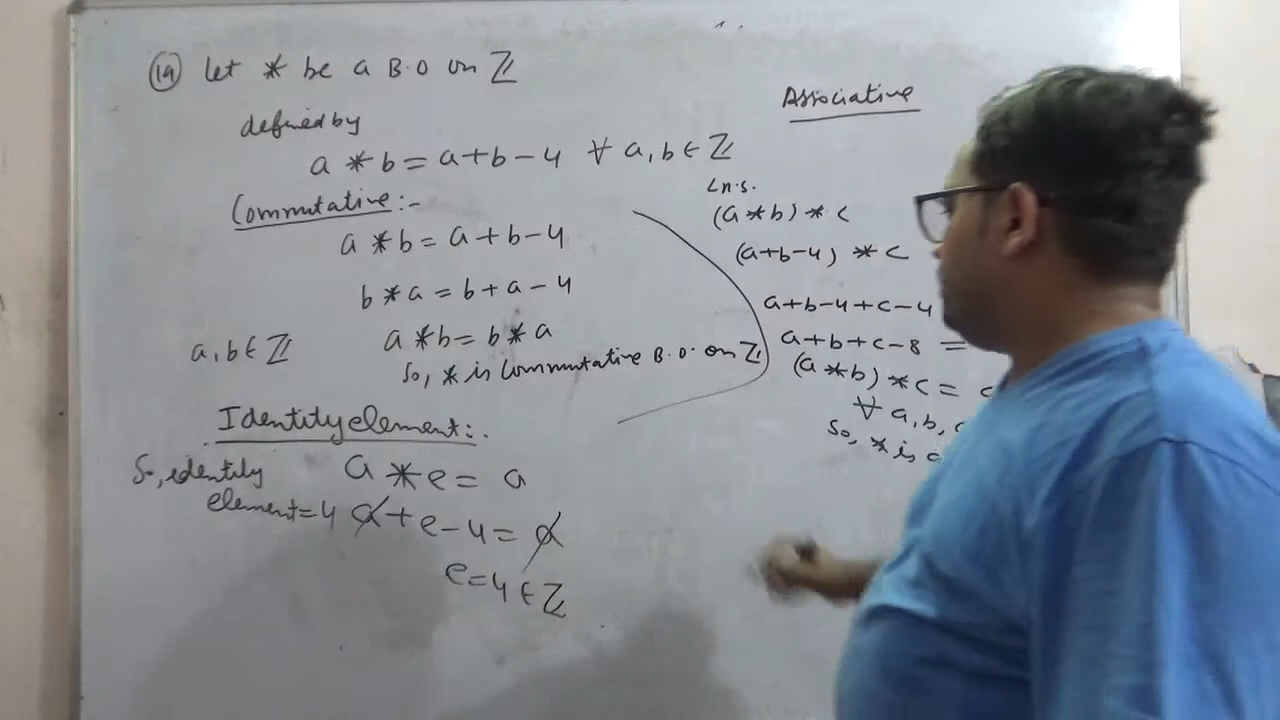 (19) Let * be a B.O on ℤ
defined by
a * b = a+b-4 ∀ a,b ∈ ℤ
Commutative :-
a * b = a+b-4
b * a = b+a-4
a * b = b * a
a,b ∈ ℤ
So, * is Commutative B.O. on ℤ
Identity element :.
a * e = a
So, identity
element = 4
a+e-4 = a
e = 4 ∈ ℤ
Associative
L.H.S.
(a * b) * c
(a+b-4) * c
a+b-4+c-4
a+b+c-8 =
(a * b) * c =
∀ a,b,
So, * is